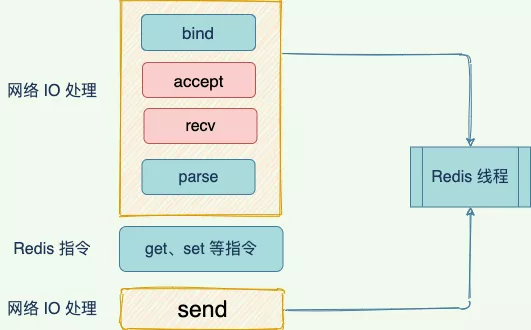 bind
网络 IO 处理
accept
recv
parse
Redis 线程
Redis 指令
get、set 等指令
网络 IO 处理
send